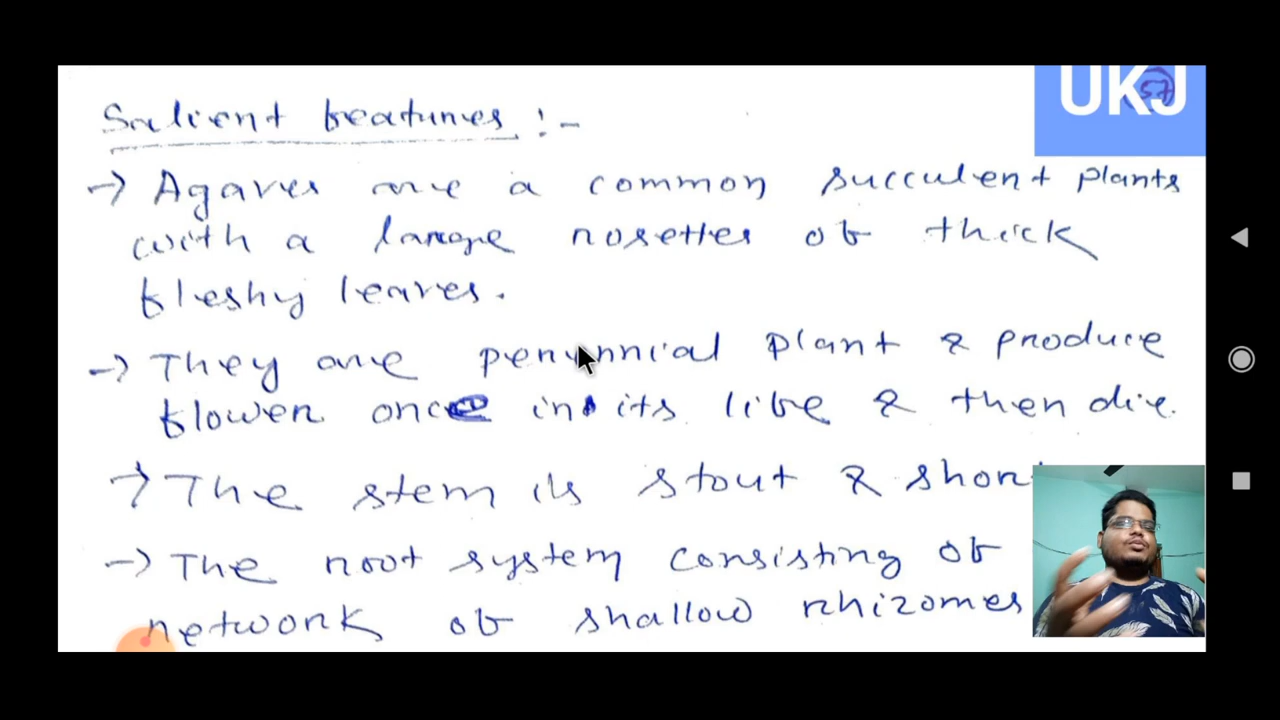 Salient features :-
UKJ
57
→ Agaves are a common succulent plants
with a large rosettes of thick
fleshy leaves.
→ They are perennial plant & produce
flower once in its life & then die.
→ The stem is stout & short
→ The root system consisting of
network of shallow rhizomes